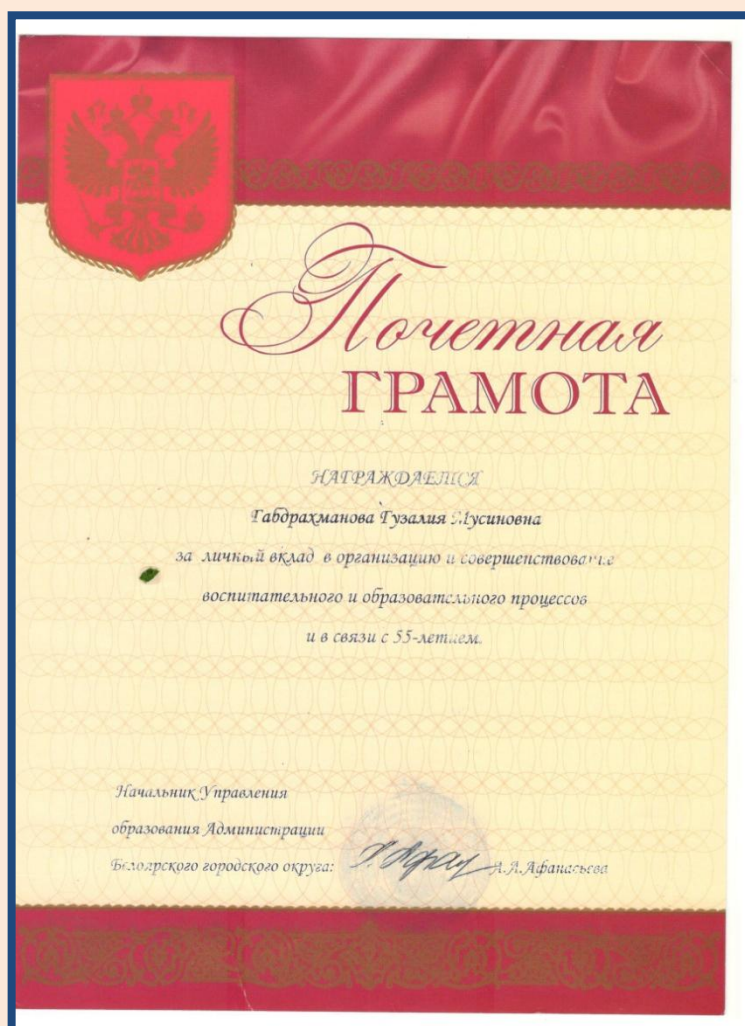 Почетная
ГРАМОТА
НАГРАЖДАЕТСЯ
Габдрахманова Гузалия Мусиновна
за личный вклад в организацию и совершенствование
воспитательного и образовательного процессов
и в связи с 55-летием.
Начальник Управления
образования Администрации
Белоярского городского округа:
А.А.Афанасьева